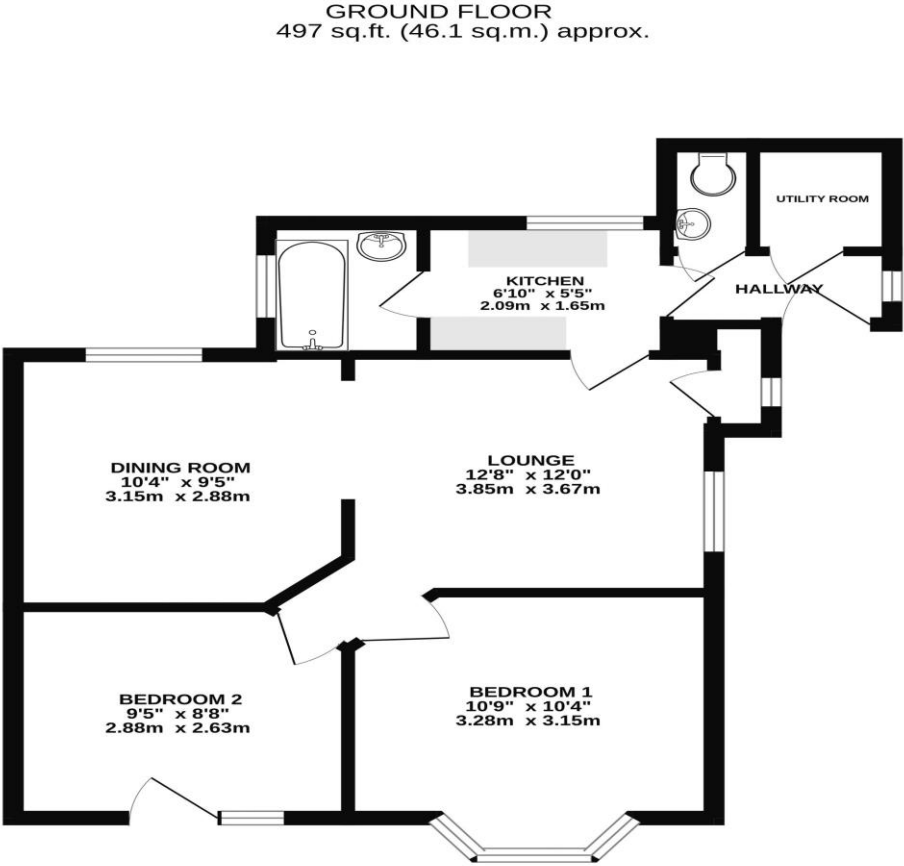 GROUND FLOOR
497 sq.ft. (46.1 sq.m.) approx.
UTILITY ROOM
KITCHEN
6'10" x 5'5"
2.09m x 1.65m
HALLWAY
DINING ROOM
10'4" x 9'5"
3.15m x 2.88m
LOUNGE
12'8" x 12'0"
3.85m x 3.67m
BEDROOM 2
9'5" x 8'8"
2.88m x 2.63m
BEDROOM 1
10'9" x 10'4"
3.28m x 3.15m